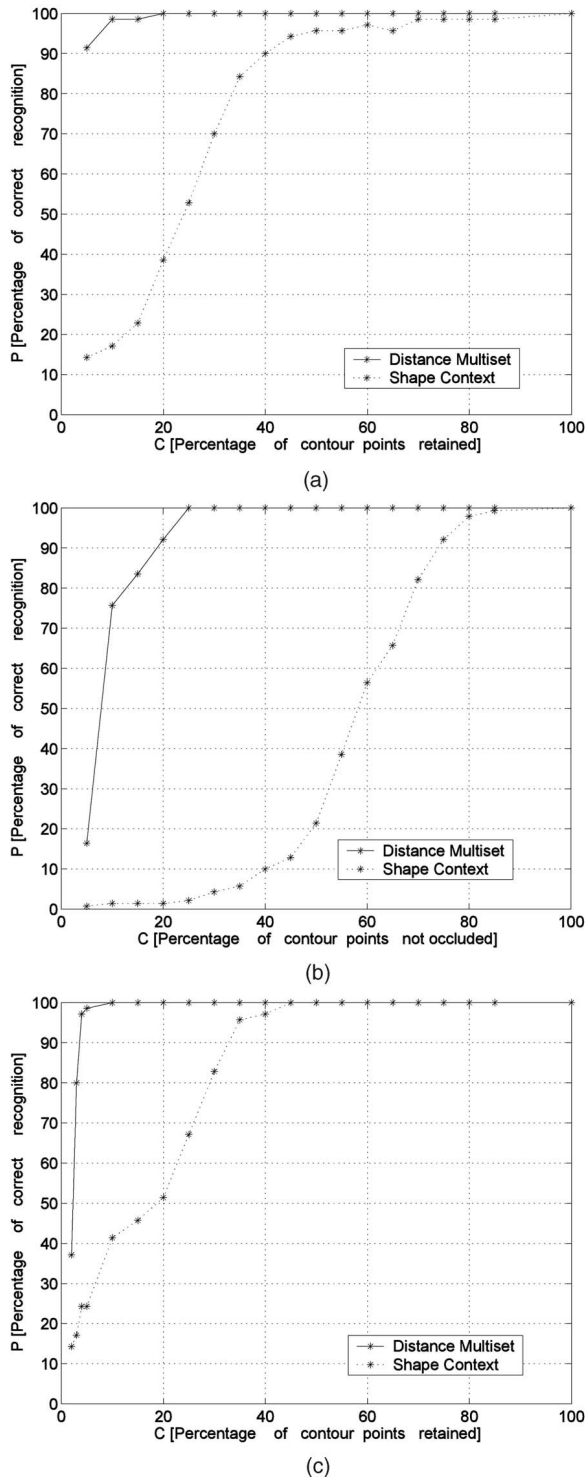 100
90
80
70
60
50
40
30
20
10
0
P [Percentage of correct recognition]
Distance Multiset
Shape Context
0 20 40 60 80 100
C [Percentage of contour points retained]
(a)
100
90
80
70
60
50
40
30
20
10
0
P [Percentage of correct recognition]
Distance Multiset
Shape Context
0 20 40 60 80 100
C [Percentage of contour points not occluded]
(b)
100
90
80
70
60
50
40
30
20
10
0
P [Percentage of correct recognition]
Distance Multiset
Shape Context
0 20 40 60 80 100
C [Percentage of contour points retained]
(c)